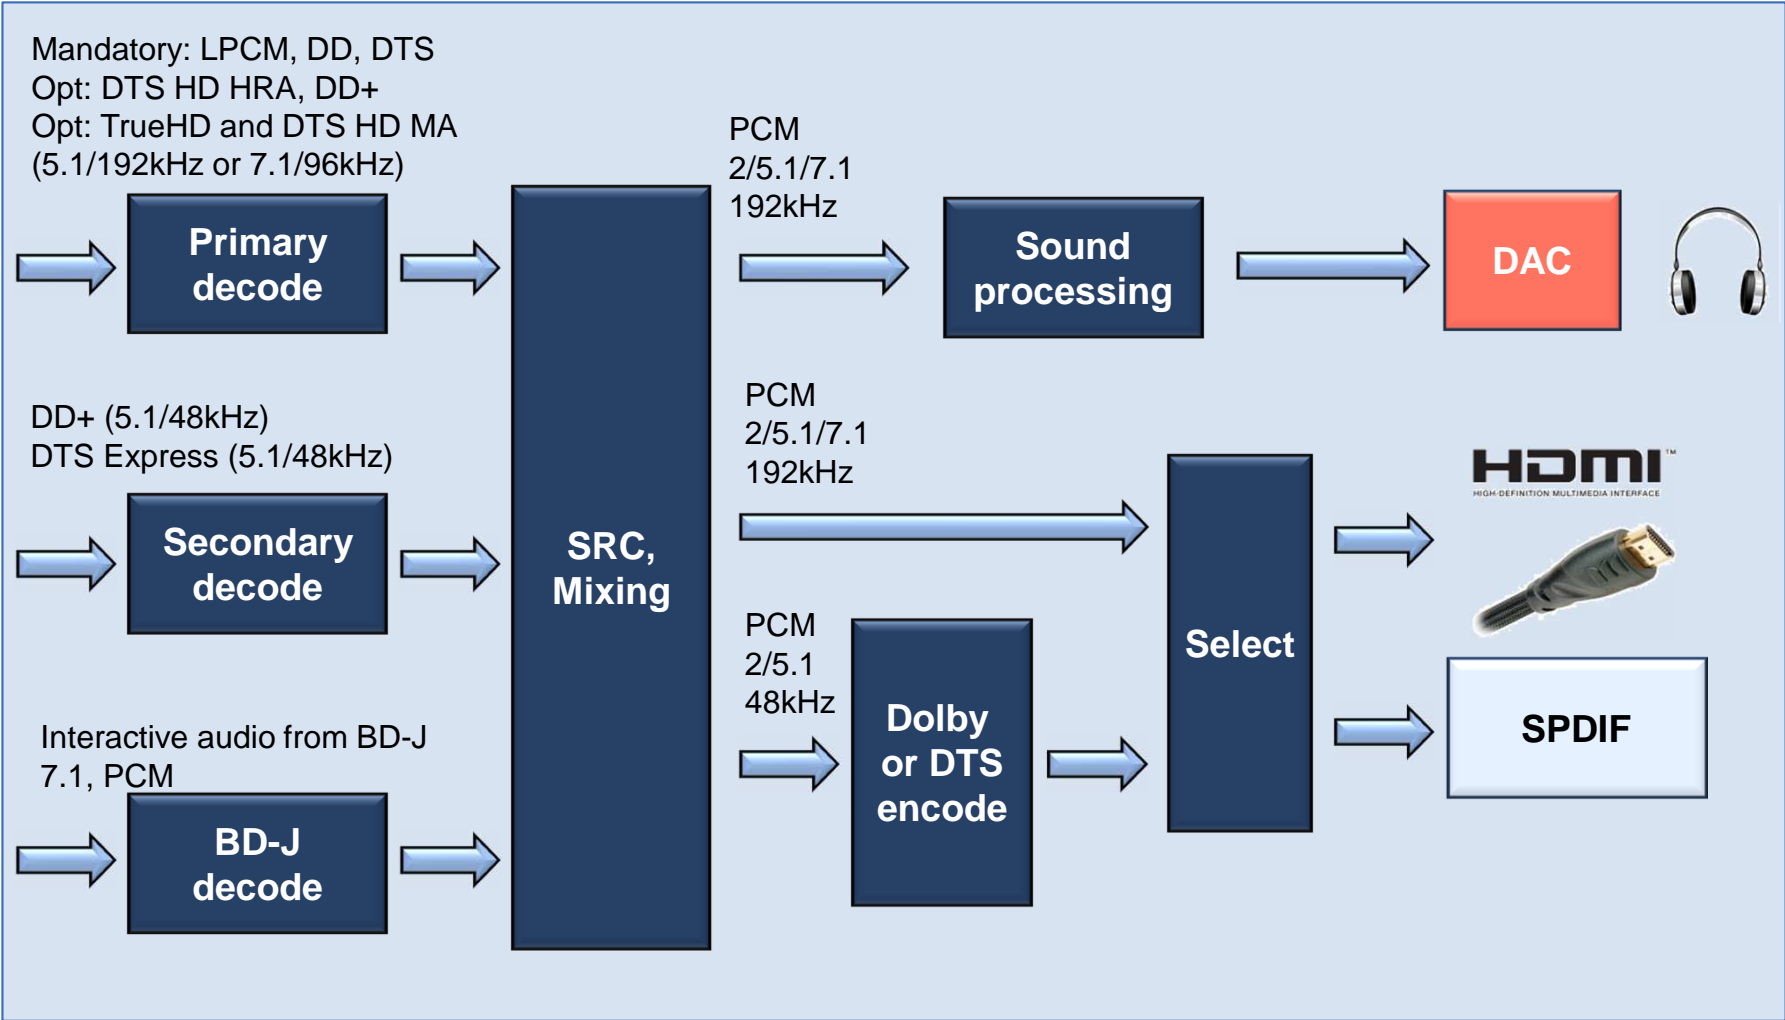 Mandatory: LPCM, DD, DTS
Opt: DTS HD HRA, DD+
Opt: TrueHD and DTS HD MA
(5.1/192kHz or 7.1/96kHz)
Primary
decode
DD+ (5.1/48kHz)
DTS Express (5.1/48kHz)
Secondary
decode
Interactive audio from BD-J
7.1, PCM
BD-J
decode
SRC,
Mixing
PCM
2/5.1/7.1
192kHz
Sound
processing
DAC
PCM
2/5.1/7.1
192kHz
PCM
2/5.1
48kHz
Dolby
or DTS
encode
Select
HDMI™
HIGH-DEFINITION MULTIMEDIA INTERFACE
SPDIF